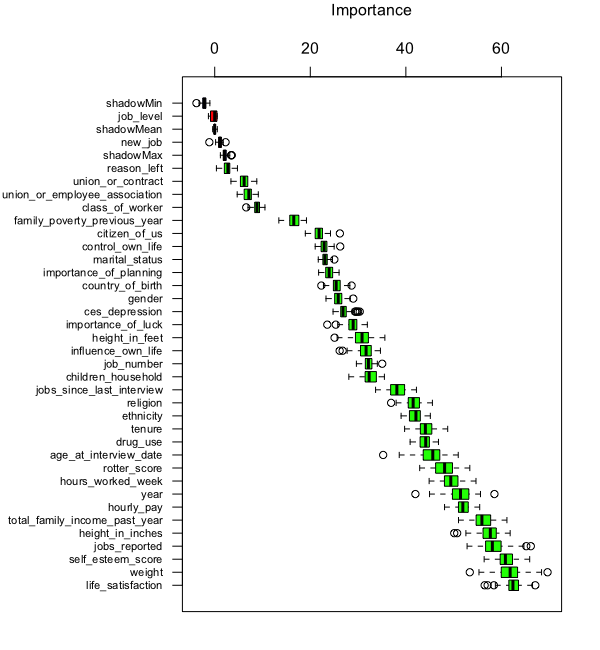 Importance
0 20 40 60
shadowMin
job_level
shadowMean
new_job
shadowMax
reason_left
union_or_contract
union_or_employee_association
class_of_worker
family_poverty_previous_year
citizen_of_us
control_own_life
marital_status
importance_of_planning
country_of_birth
gender
ces_depression
importance_of_luck
height_in_feet
influence_own_life
job_number
children_household
jobs_since_last_interview
religion
ethnicity
tenure
drug_use
age_at_interview_date
rotter_score
hours_worked_week
year
hourly_pay
total_family_income_past_year
height_in_inches
jobs_reported
self_esteem_score
weight
life_satisfaction